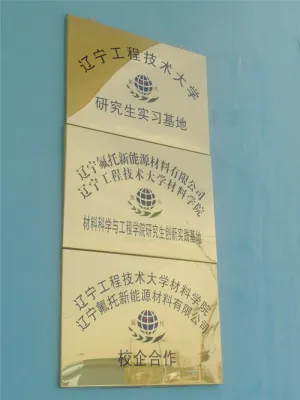 辽宁工程技术大学
研究生实习基地
辽宁氟托新能源材料有限公司
辽宁工程技术大学材料学院
材料科学与工程学院研究生创新实践基地
辽宁工程技术大学材料学院
辽宁氟托新能源材料有限公司
校企合作